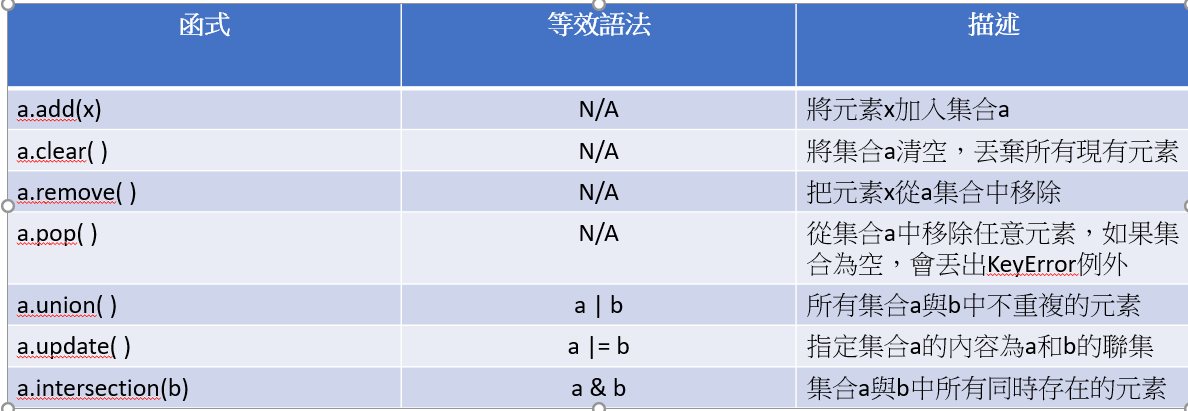 函式 等效語法 描述
a.add(x) N/A 將元素x加入集合a
a.clear( ) N/A 將集合a清空，丟棄所有現有元素
a.remove( ) N/A 把元素x從a集合中移除
a.pop( ) N/A 從集合a中移除任意元素，如果集
合為空，會丟出KeyError例外
a.union( ) a | b 所有集合a與b中不重複的元素
a.update( ) a |= b 指定集合a的內容為a和b的聯集
a.intersection(b) a & b 集合a與b中所有同時存在的元素